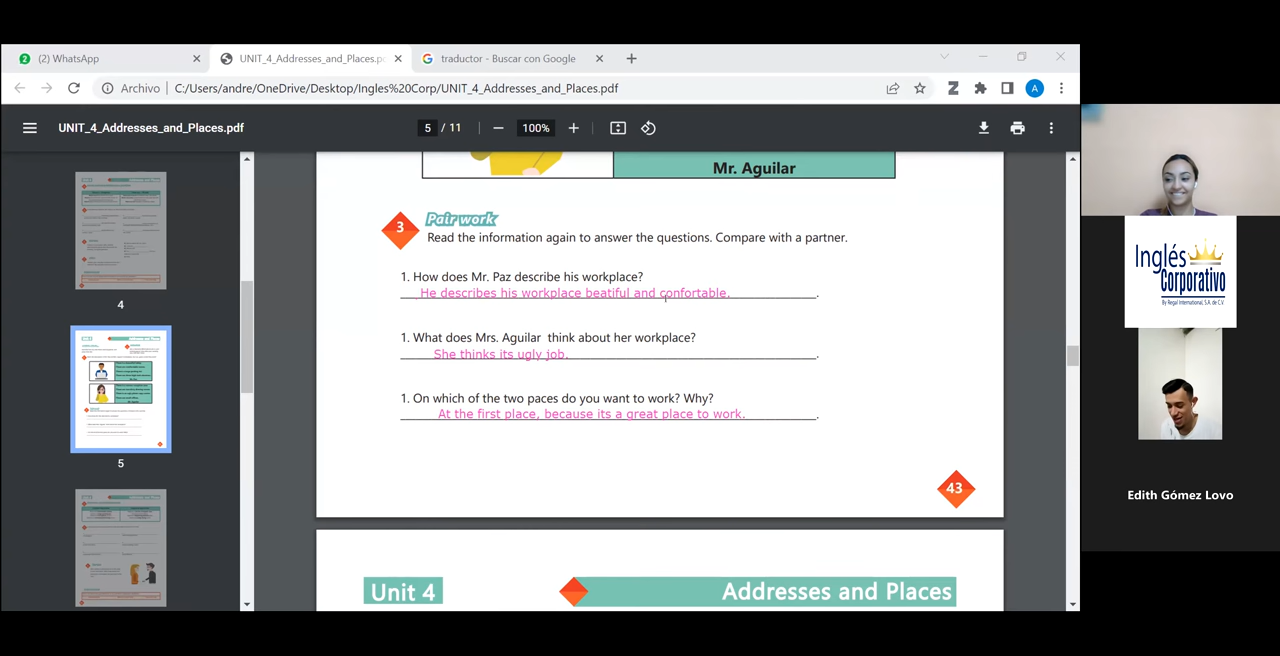 (2) WhatsApp
UNIT_4_Addresses_and_Places.pc
traductor - Buscar con Google
Archivo
C:/Users/andre/OneDrive/Desktop/Ingles%20Corp/UNIT_4_Addresses_and_Places.pdf
A
UNIT_4_Addresses_and_Places.pdf
5 / 11
100%
Mr. Aguilar
3
Pair work
Read the information again to answer the questions. Compare with a partner.
1. How does Mr. Paz describe his workplace?
He describes his workplace beatiful and confortable.
1. What does Mrs. Aguilar think about her workplace?
She thinks its ugly job.
1. On which of the two paces do you want to work? Why?
At the first place, because its a great place to work.
43
Unit 4
Addresses and Places
4
5
Inglés
Corporativo
By Regal International, S.A. de C.V.
Edith Gómez Lovo